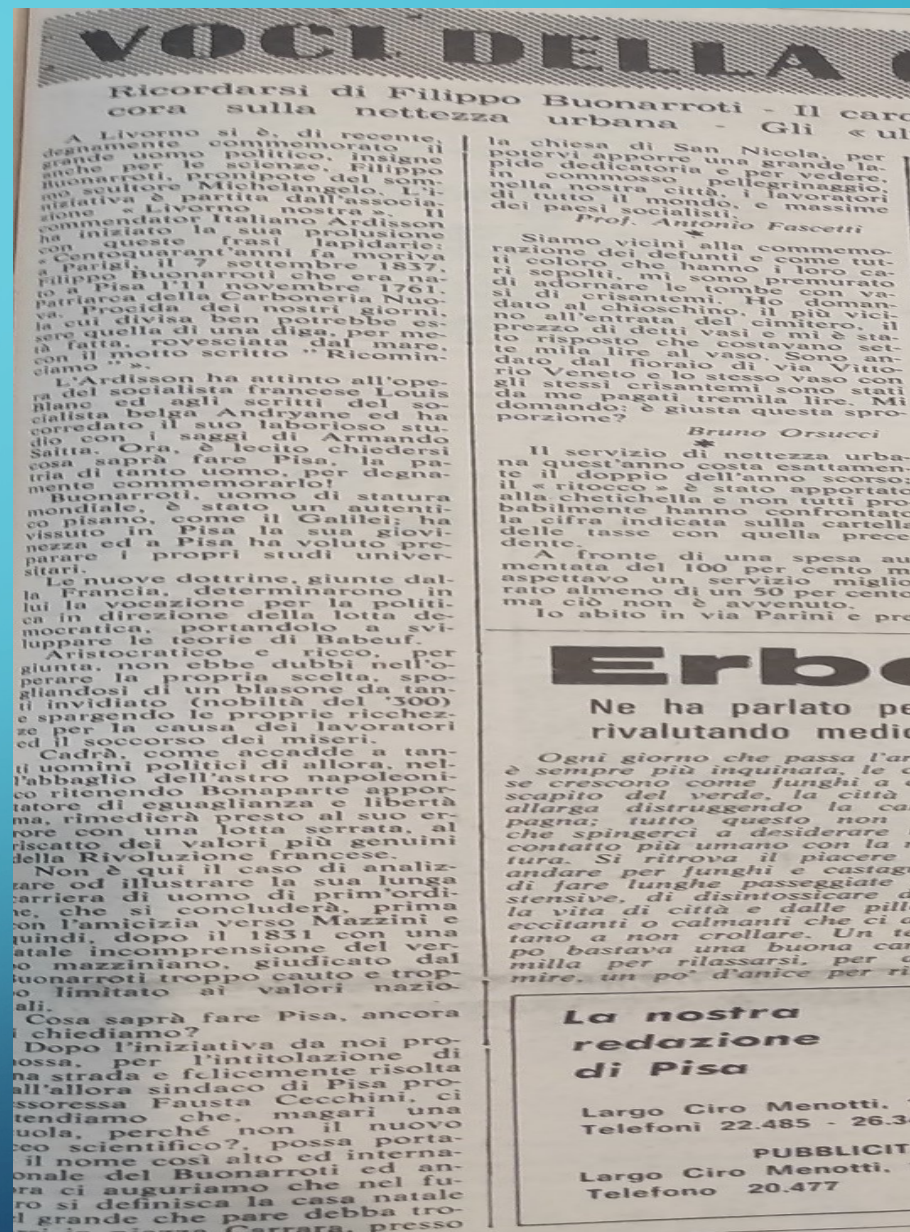 VOCI DELLA
Ricordarsi di Filippo Buonarroti - Il
cora sulla nettezza urbana - Gli
A Livorno si è, di recente,
degnamente commemorato il
grande uomo politico, insigne
anche per le scienze, Filippo
Buonarroti, pronipote del som-
mo scultore Michelangelo. L'i-
niziativa è partita dall'associa-
zione « Livorno nostra ». Il
commendator Italiano Ardisson
ha iniziato la sua prolusione
con queste frasi lapidarie:
“Centoquarant'anni fa moriva
a Parigi, il 7 settembre 1837,
Filippo Buonarroti che era na-
to a Pisa l'11 novembre 1761.
Patriarca della Carboneria Nuo-
va. Procida dei nostri giorni,
la cui divisa ben potrebbe es-
sere quella di una diga, per me-
tà fatta, rovesciata dal mare,
con il motto scritto ” Ricomin-
ciamo ” ».
L'Ardisson ha attinto all'ope-
ra del socialista francese Louis
Blanc ed agli scritti del so-
cialista belga Andryane ed ha
corredato il suo laborioso stu-
dio con i saggi di Armando
Saitta. Ora, è lecito chiedersi
cosa saprà fare Pisa, la pa-
tria di tanto uomo, per degna-
mente commemorarlo!
Buonarroti, uomo di statura
mondiale, è stato un autenti-
co pisano, come il Galilei; ha
vissuto in Pisa la sua giovi-
nezza ed a Pisa ha voluto pre-
parare i propri studi univer-
sitari.
Le nuove dottrine, giunte dal-
la Francia, determinarono in
lui la vocazione per la politi-
ca in direzione della lotta de-
mocratica, portandolo a svi-
luppare le teorie di Babeuf.
Aristocratico e ricco, per
giunta, non ebbe dubbi nell'o-
perare la propria scelta, spo-
gliandosi di un blasone da tan-
ti invidiato (nobiltà del '300)
e spargendo le proprie ricchez-
ze per la causa dei lavoratori
ed il soccorso dei miseri.
Cadrà, come accadde a tan-
ti uomini politici di allora, nel-
l'abbaglio dell'astro napoleoni-
co ritenendo Bonaparte appor-
tatore di eguaglianza e libertà
ma, rimedierà presto al suo er-
rore con una lotta serrata, al
riscatto dei valori più genuini
della Rivoluzione francese.
Non è qui il caso di analiz-
zare od illustrare la sua lunga
carriera di uomo di prim'ordi-
ne, che si concluderà, prima
con l'amicizia verso Mazzini e
quindi, dopo il 1831 con una
atale incomprensione del ver-
o mazziniano, giudicato dal
Buonarroti troppo cauto e trop-
o limitato ai valori nazio-
ali.
Cosa saprà fare Pisa, ancora
i chiediamo?
Dopo l'iniziativa da noi pro-
ossa, per l'intitolazione di
na strada e felicemente risolta
all'allora sindaco di Pisa pro-
ssoressa Fausta Cecchini, ci
tendiamo che, magari una
uola, perché non il nuovo
ceo scientifico?, possa porta-
il nome così alto ed interna-
onale del Buonarroti ed an-
ra ci auguriamo che nel fu-
ro si definisca la casa natale
l grande che pare debba tro-
Carrara, presso
la chiesa di San Nicola, per
potervi apporre una grande la-
pide dedicatoria e per vedere,
in commosso pellegrinaggio,
nella nostra città, i lavoratori
di tutto il mondo, e massime
dei paesi socialisti.
Prof. Antonio Fascetti
Siamo vicini alla commemo-
razione dei defunti e come tut-
ti coloro che hanno i loro ca-
ri sepolti, mi sono premurato
di adornare le tombe con va-
si di crisantemi. Ho doman-
dato al chioschino, il più vici-
no all'entrata del cimitero, il
prezzo di detti vasi e mi è sta-
to risposto che costavano set-
te mila lire al vaso. Sono an-
dato dal fioraio di via Vitto-
rio Veneto e lo stesso vaso con
gli stessi crisantemi sono stati
da me pagati tremila lire. Mi
domando: è giusta questa spro-
porzione?
Bruno Orsucci
Il servizio di nettezza urba-
na quest'anno costa esattamen-
te il doppio dell'anno scorso;
il « ritocco » è stato apportato
alla chetichella e non tutti pro-
babilmente hanno confrontato
la cifra indicata sulla cartella
delle tasse con quella prece-
dente.
A fronte di una spesa au-
mentata del 100 per cento m
aspettavo un servizio miglio
rato almeno di un 50 per cento
ma ciò non è avvenuto.
Io abito in via Parini e pre
Erbo
Ne ha parlato pe
rivalutando medic
Ogni giorno che passa l'ar
è sempre più inquinata, le c
se crescono come funghi a
scapito del verde, la città
allarga distruggendo la ca
pagna; tutto questo non
che spingerci a desiderare
contatto più umano con la
tura. Si ritrova il piacere
andare per funghi e castag
di fare lunghe passeggiate
stensive, di disintossicare d
la vita di città e dalle pill
eccitanti o calmanti che ci a
tano a non crollare. Un te
po bastava una buona ca
milla per rilassarsi, per
mire, un po' d'anice per ri
La nostra
redazione
di Pisa
Largo Ciro Menotti,
Telefoni 22.485 - 26.3
PUBBLICIT
Largo Ciro Menotti,
Telefono 20.477